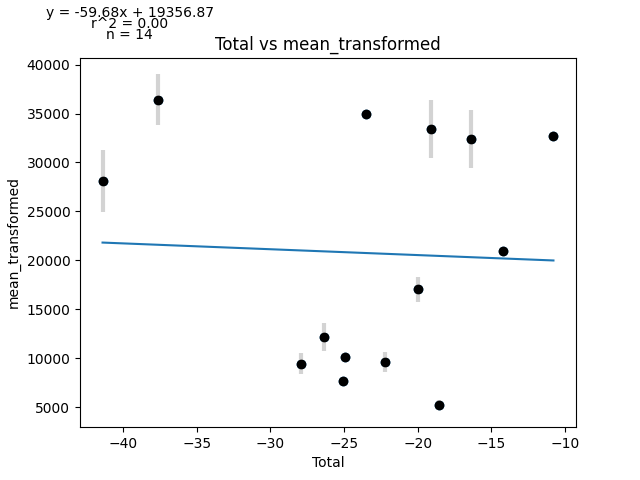 y = -59.68x + 19356.87
r^2 = 0.00
n = 14
Total vs mean_transformed
40000
35000
30000
25000
20000
15000
10000
5000
mean_transformed
−40
−35
−30
−25
−20
−15
−10
Total